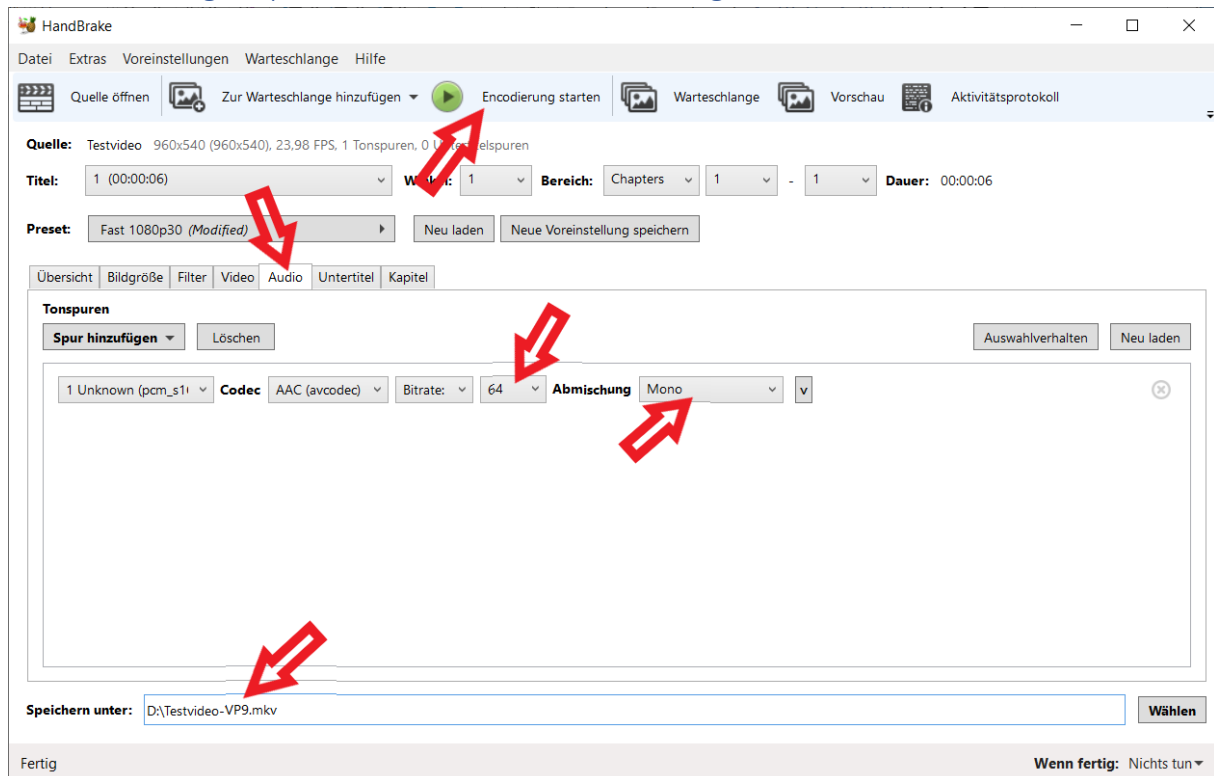 HandBrake
Datei Extras Voreinstellungen Warteschlange Hilfe
Quelle öffnen Zur Warteschlange hinzufügen Encodierung starten Warteschlange Vorschau Aktivitätsprotokoll
Quelle: Testvideo 960x540 (960x540), 23,98 FPS, 1 Tonspuren, 0
Titel: 1 (00:00:06) 1 Bereich: Chapters 1 - 1 Dauer: 00:00:06
Preset: Fast 1080p30 (Modified) Neu laden Neue Voreinstellung speichern
Übersicht Bildgröße Filter Video Audio Untertitel Kapitel
Tonspuren
Spur hinzufügen Löschen Auswahlverhalten Neu laden
1 Unknown (pcm_s1 Codec AAC (avcodec) Bitrate: 64 Abmischung Mono v
Speichern unter: D:\Testvideo-VP9.mkv Wählen
Fertig Wenn fertig: Nichts tun